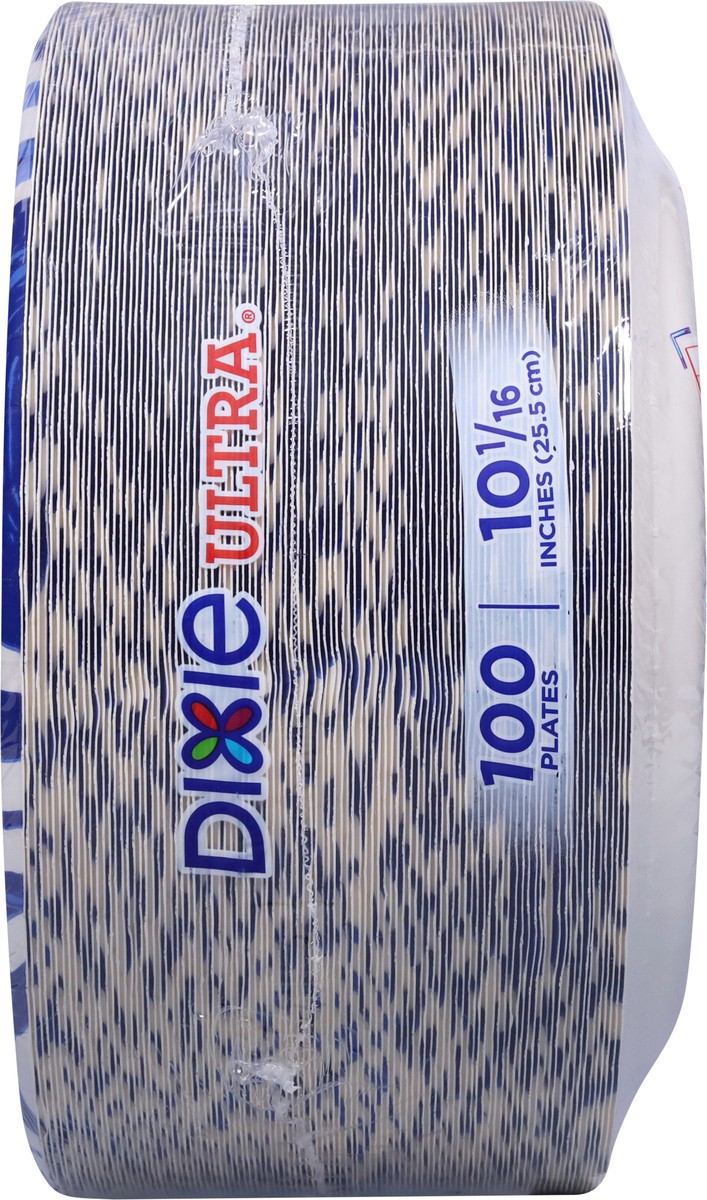 DIXIE ULTRA®
100 | 10 1/16
PLATES INCHES (25.5 cm)